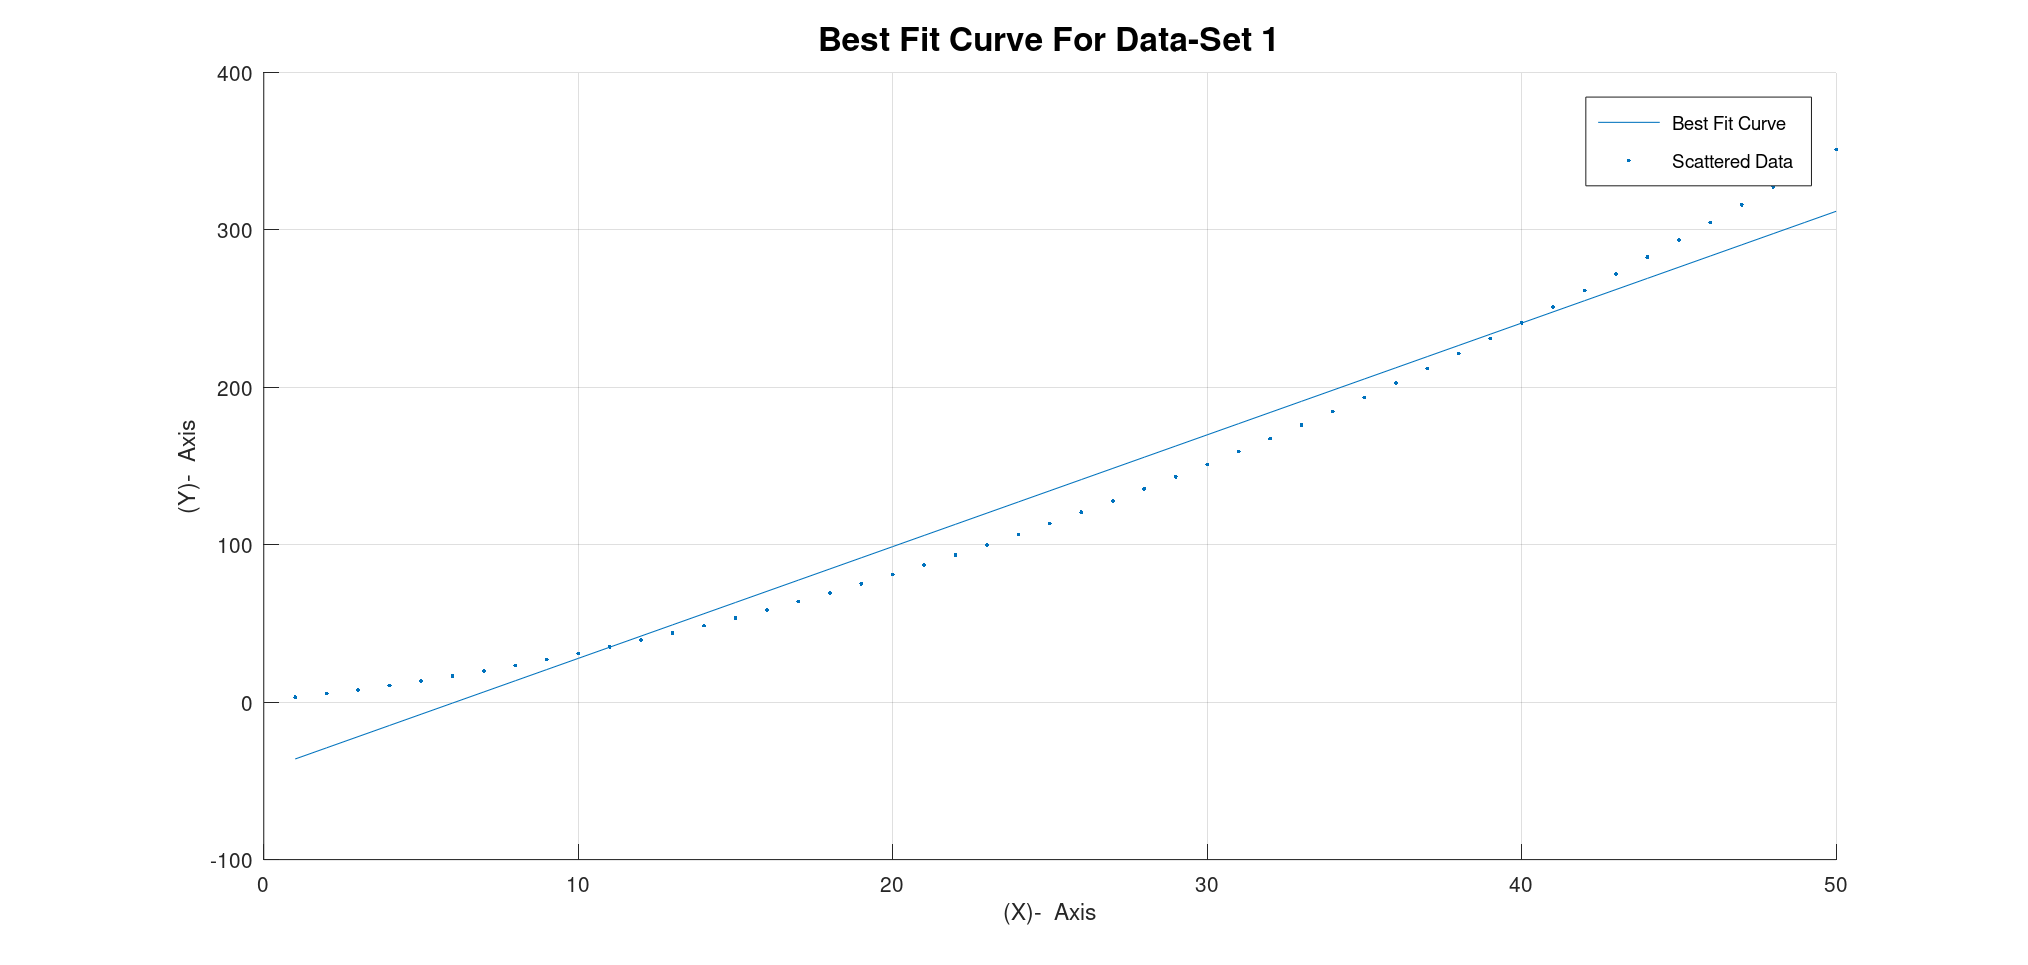 Best Fit Curve For Data-Set 1
400
300
200
100
0
-100
(Y)- Axis
Best Fit Curve
Scattered Data
0 10 20 30 40 50
(X)- Axis